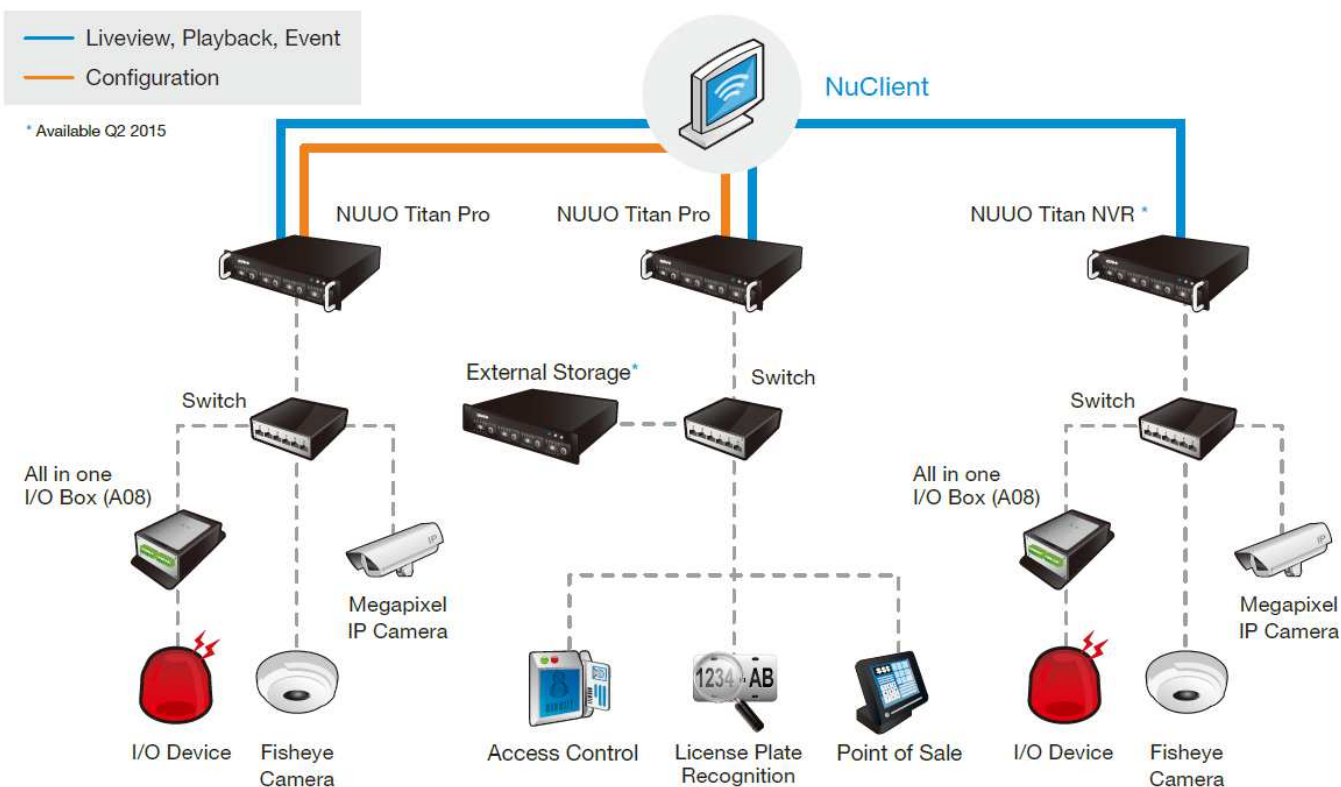 Liveview, Playback, Event
Configuration
* Available Q2 2015
NuClient
NUUO Titan Pro
NUUO Titan Pro
NUUO Titan NVR *
External Storage*
Switch
Switch
Switch
All in one
I/O Box (A08)
All in one
I/O Box (A08)
IP
IP
Megapixel
IP Camera
Megapixel
IP Camera
1234 AB
I/O Device
Fisheye
Camera
Access Control
License Plate
Recognition
Point of Sale
I/O Device
Fisheye
Camera